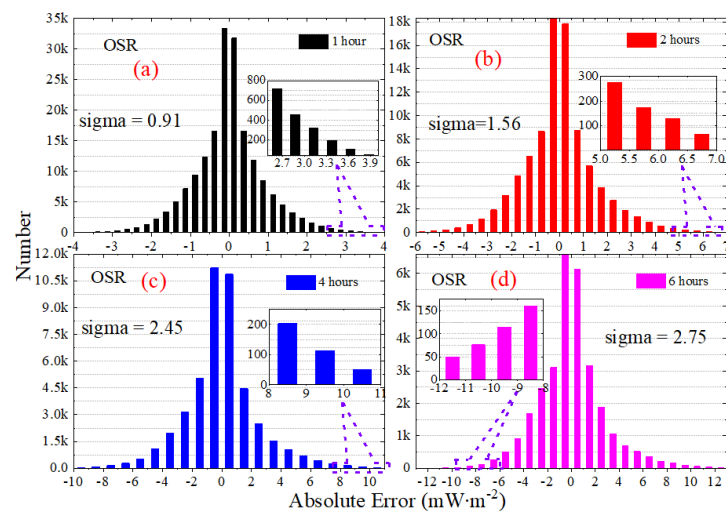 OSR
(a)
1 hour
sigma = 0.91
35k
30k
25k
20k
15k
10k
5k
0
-4 -3 -2 -1 0 1 2 3 4
800
600
400
200
2.7 3.0 3.3 3.6 3.9
OSR
(b)
2 hours
sigma=1.56
18k
16k
14k
12k
10k
8k
6k
4k
2k
0
-6 -5 -4 -3 -2 -1 0 1 2 3 4 5 6 7
300
200
100
5.0 5.5 6.0 6.5 7.0
Number
OSR
(c)
4 hours
sigma = 2.45
12.0k
10.5k
9.0k
7.5k
6.0k
4.5k
3.0k
1.5k
0.0
-10 -8 -6 -4 -2 0 2 4 6 8 10
200
100
0
8 9 10 11
OSR
(d)
6 hours
sigma = 2.75
6k
5k
4k
3k
2k
1k
0
-12 -10 -8 -6 -4 -2 0 2 4 6 8 10 12
150
100
50
0
-12 -11 -10 -9 -8
Absolute Error (mW·m-2)